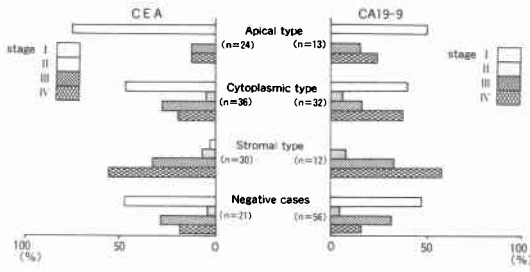 CEA
CA19-9
stage I
II
III
IV
Apical type
(n=24) (n=13)
Cytoplasmic type
(n=36) (n=32)
Stromal type
(n=30) (n=12)
Negative cases
(n=21) (n=56)
stage I
II
III
IV
100 50 0
(%)
0 50 100
(%)